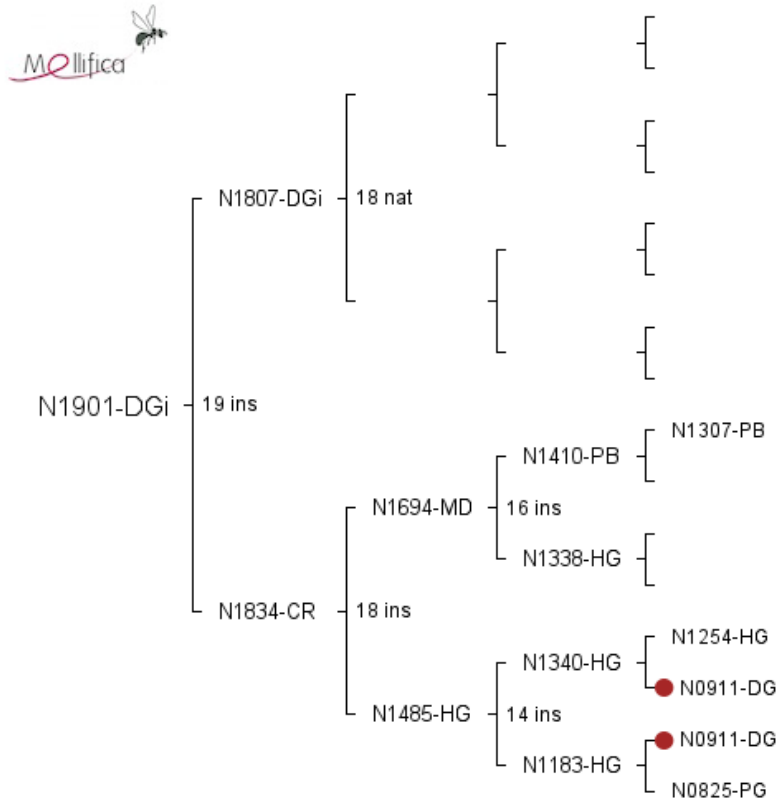 Mellifica
N1807-DGi
18 nat
N1901-DGi
19 ins
N1307-PB
N1410-PB
N1694-MD
16 ins
N1338-HG
N1834-CR
18 ins
N1254-HG
N1340-HG
N0911-DG
N1485-HG
14 ins
N0911-DG
N1183-HG
N0825-PG